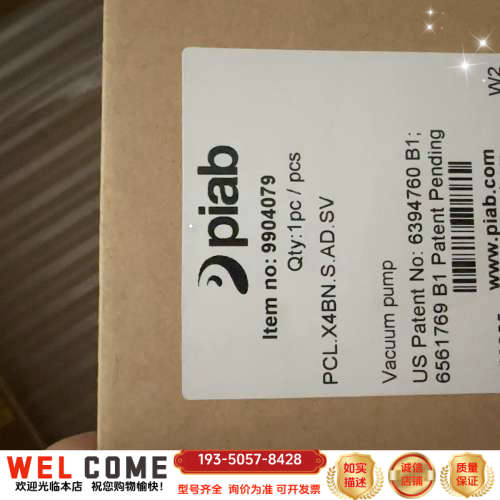 piab
Item no: 9904079
Qty:1pc / pcs
PCL.X4BN.S.AD.SV
Vacuum pump
US Patent No: 6394760 B1;
6561769 B1 Patent Pending
www.piab.com
W2
WEL COME
欢迎光临本店 祝您购物愉快!
193-5057-8428
型号齐全 询价为准 可开发票
如实
描述
诚信
店铺
售后
质保